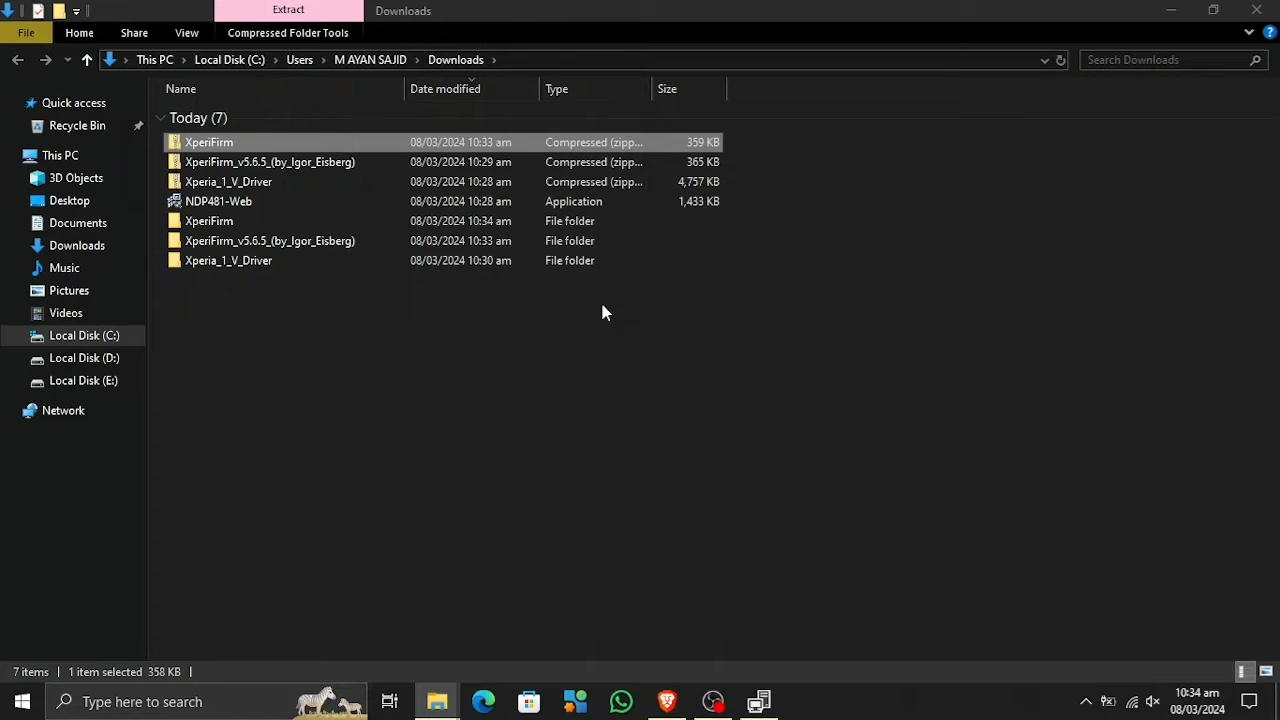 Extract
Downloads
File
Home
Share
View
Compressed Folder Tools
This PC
Local Disk (C:)
Users
M AYAN SAJID
Downloads
Search Downloads
Name
Date modified
Type
Size
Today (7)
XperiFirm 08/03/2024 10:33 am Compressed (zipp... 359 KB
XperiFirm_v5.6.5_(by_Igor_Eisberg) 08/03/2024 10:29 am Compressed (zipp... 365 KB
Xperia_1_V_Driver 08/03/2024 10:28 am Compressed (zipp... 4,757 KB
NDP481-Web 08/03/2024 10:28 am Application 1,433 KB
XperiFirm 08/03/2024 10:34 am File folder
XperiFirm_v5.6.5_(by_Igor_Eisberg) 08/03/2024 10:33 am File folder
Xperia_1_V_Driver 08/03/2024 10:30 am File folder
Quick access
Recycle Bin
This PC
3D Objects
Desktop
Documents
Downloads
Music
Pictures
Videos
Local Disk (C:)
Local Disk (D:)
Local Disk (E:)
Network
7 items
1 item selected 358 KB
Type here to search
10:34 am
08/03/2024